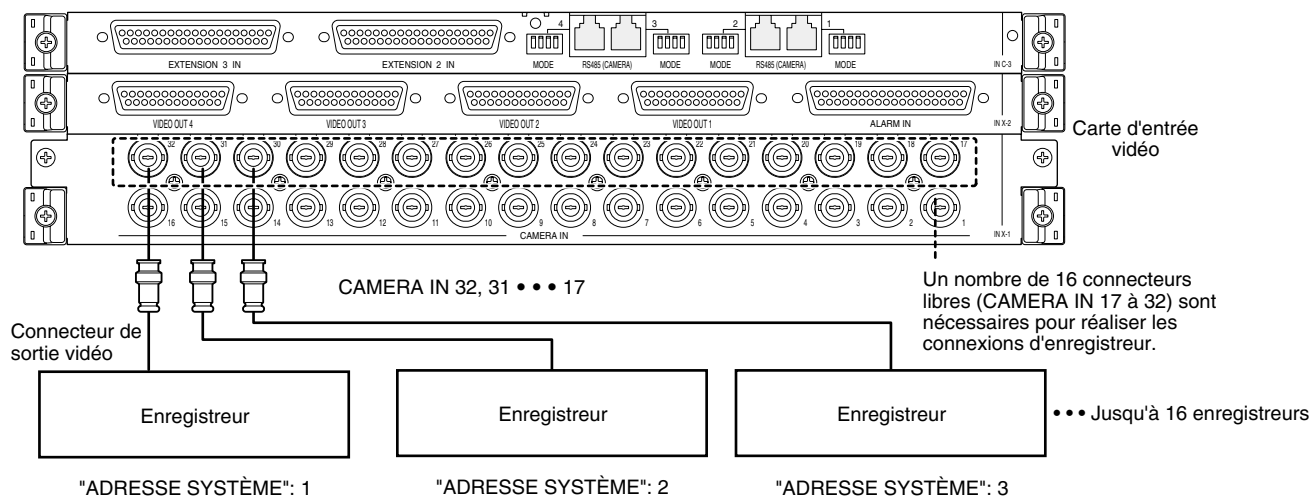 4 3 2 1
EXTENSION 3 IN EXTENSION 2 IN MODE RS485 (CAMERA) MODE MODE RS485 (CAMERA) MODE IN C-3
VIDEO OUT 4 VIDEO OUT 3 VIDEO OUT 2 VIDEO OUT 1 ALARM IN IN X-2
32 31 30 29 28 27 26 25 24 23 22 21 20 19 18 17
16 15 14 13 12 11 10 9 8 7 6 5 4 3 2 1
CAMERA IN IN X-1
Carte d'entrée
vidéo
CAMERA IN 32, 31 ••• 17
Un nombre de 16 connecteurs
libres (CAMERA IN 17 à 32) sont
nécessaires pour réaliser les
connexions d'enregistreur.
Connecteur de
sortie vidéo
Enregistreur Enregistreur Enregistreur ••• Jusqu'à 16 enregistreurs
"ADRESSE SYSTÈME": 1 "ADRESSE SYSTÈME": 2 "ADRESSE SYSTÈME": 3